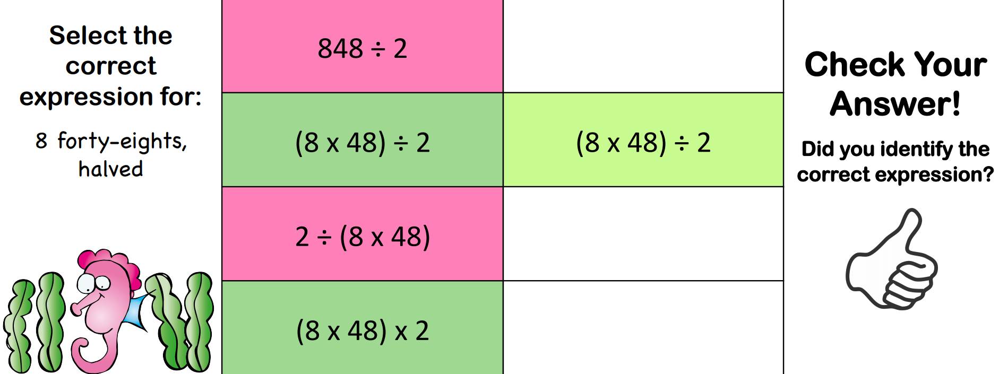 Select the
correct
expression for:
8 forty-eights,
halved
848 ÷ 2
(8 x 48) ÷ 2
(8 x 48) ÷ 2
2 ÷ (8 x 48)
(8 x 48) x 2
Check Your
Answer!
Did you identify the
correct expression?